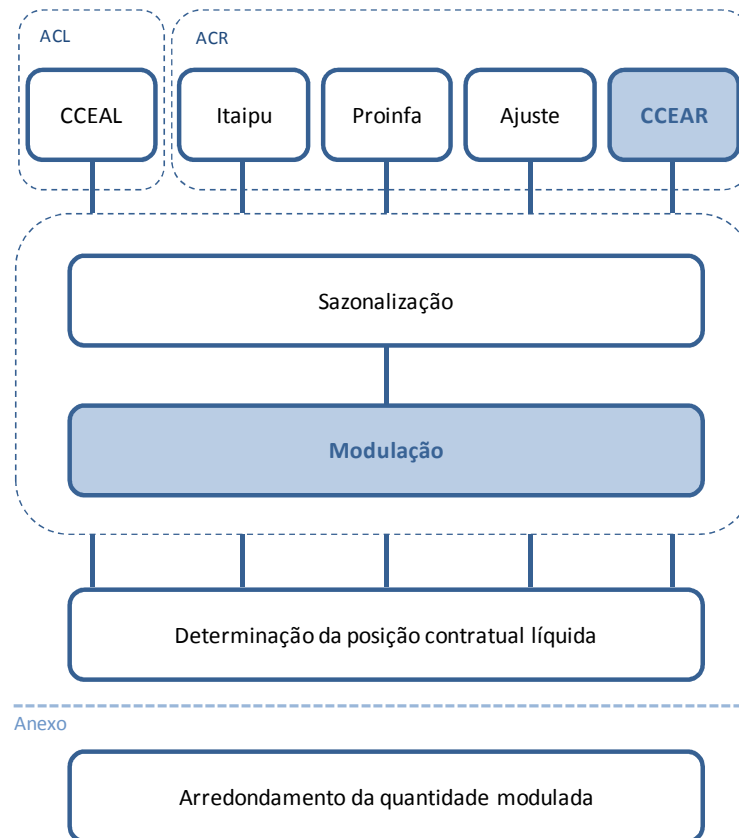 ACL
ACR
CCEAL
Itaipu
Proinfa
Ajuste
CCEAR
Sazonalização
Modulação
Determinação da posição contratual líquida
Anexo
Arredondamento da quantidade modulada